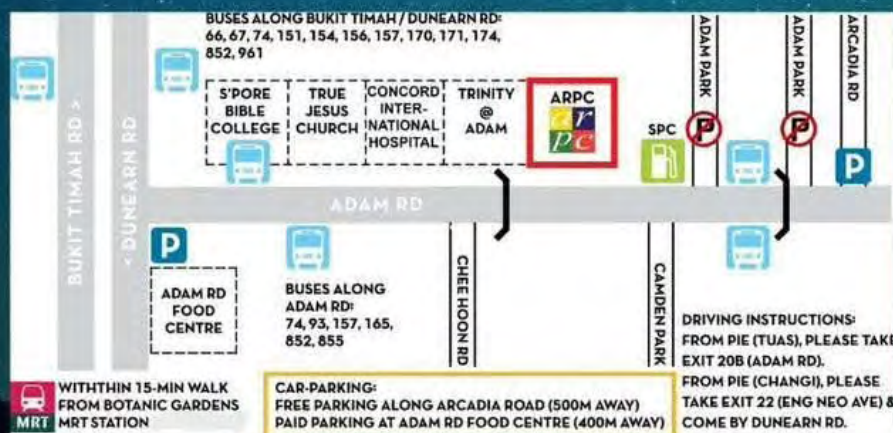 BUSES ALONG BUKIT TIMAH / DUNEARN RD:
66, 67, 74, 151, 154, 156, 157, 170, 171, 174,
852, 961
BUKIT TIMAH RD >
< DUNEARN RD
S'PORE
BIBLE
COLLEGE
TRUE
JESUS
CHURCH
CONCORD
INTER-
NATIONAL
HOSPITAL
TRINITY
@
ADAM
ARPC
arpc
SPC
ADAM PARK
P
ADAM PARK
P
ARCADIA RD
P
ADAM RD
P
ADAM RD
FOOD
CENTRE
BUSES ALONG
ADAM RD:
74, 93, 157, 165,
852, 855
CHEE HOON RD
CAMDEN PARK
DRIVING INSTRUCTIONS:
FROM PIE (TUAS), PLEASE TAKE
EXIT 20B (ADAM RD).
FROM PIE (CHANGI), PLEASE
TAKE EXIT 22 (ENG NEO AVE) &
COME BY DUNEARN RD.
MRT
WITHTHIN 15-MIN WALK
FROM BOTANIC GARDENS
MRT STATION
CAR-PARKING:
FREE PARKING ALONG ARCADIA ROAD (500M AWAY)
PAID PARKING AT ADAM RD FOOD CENTRE (400M AWAY)